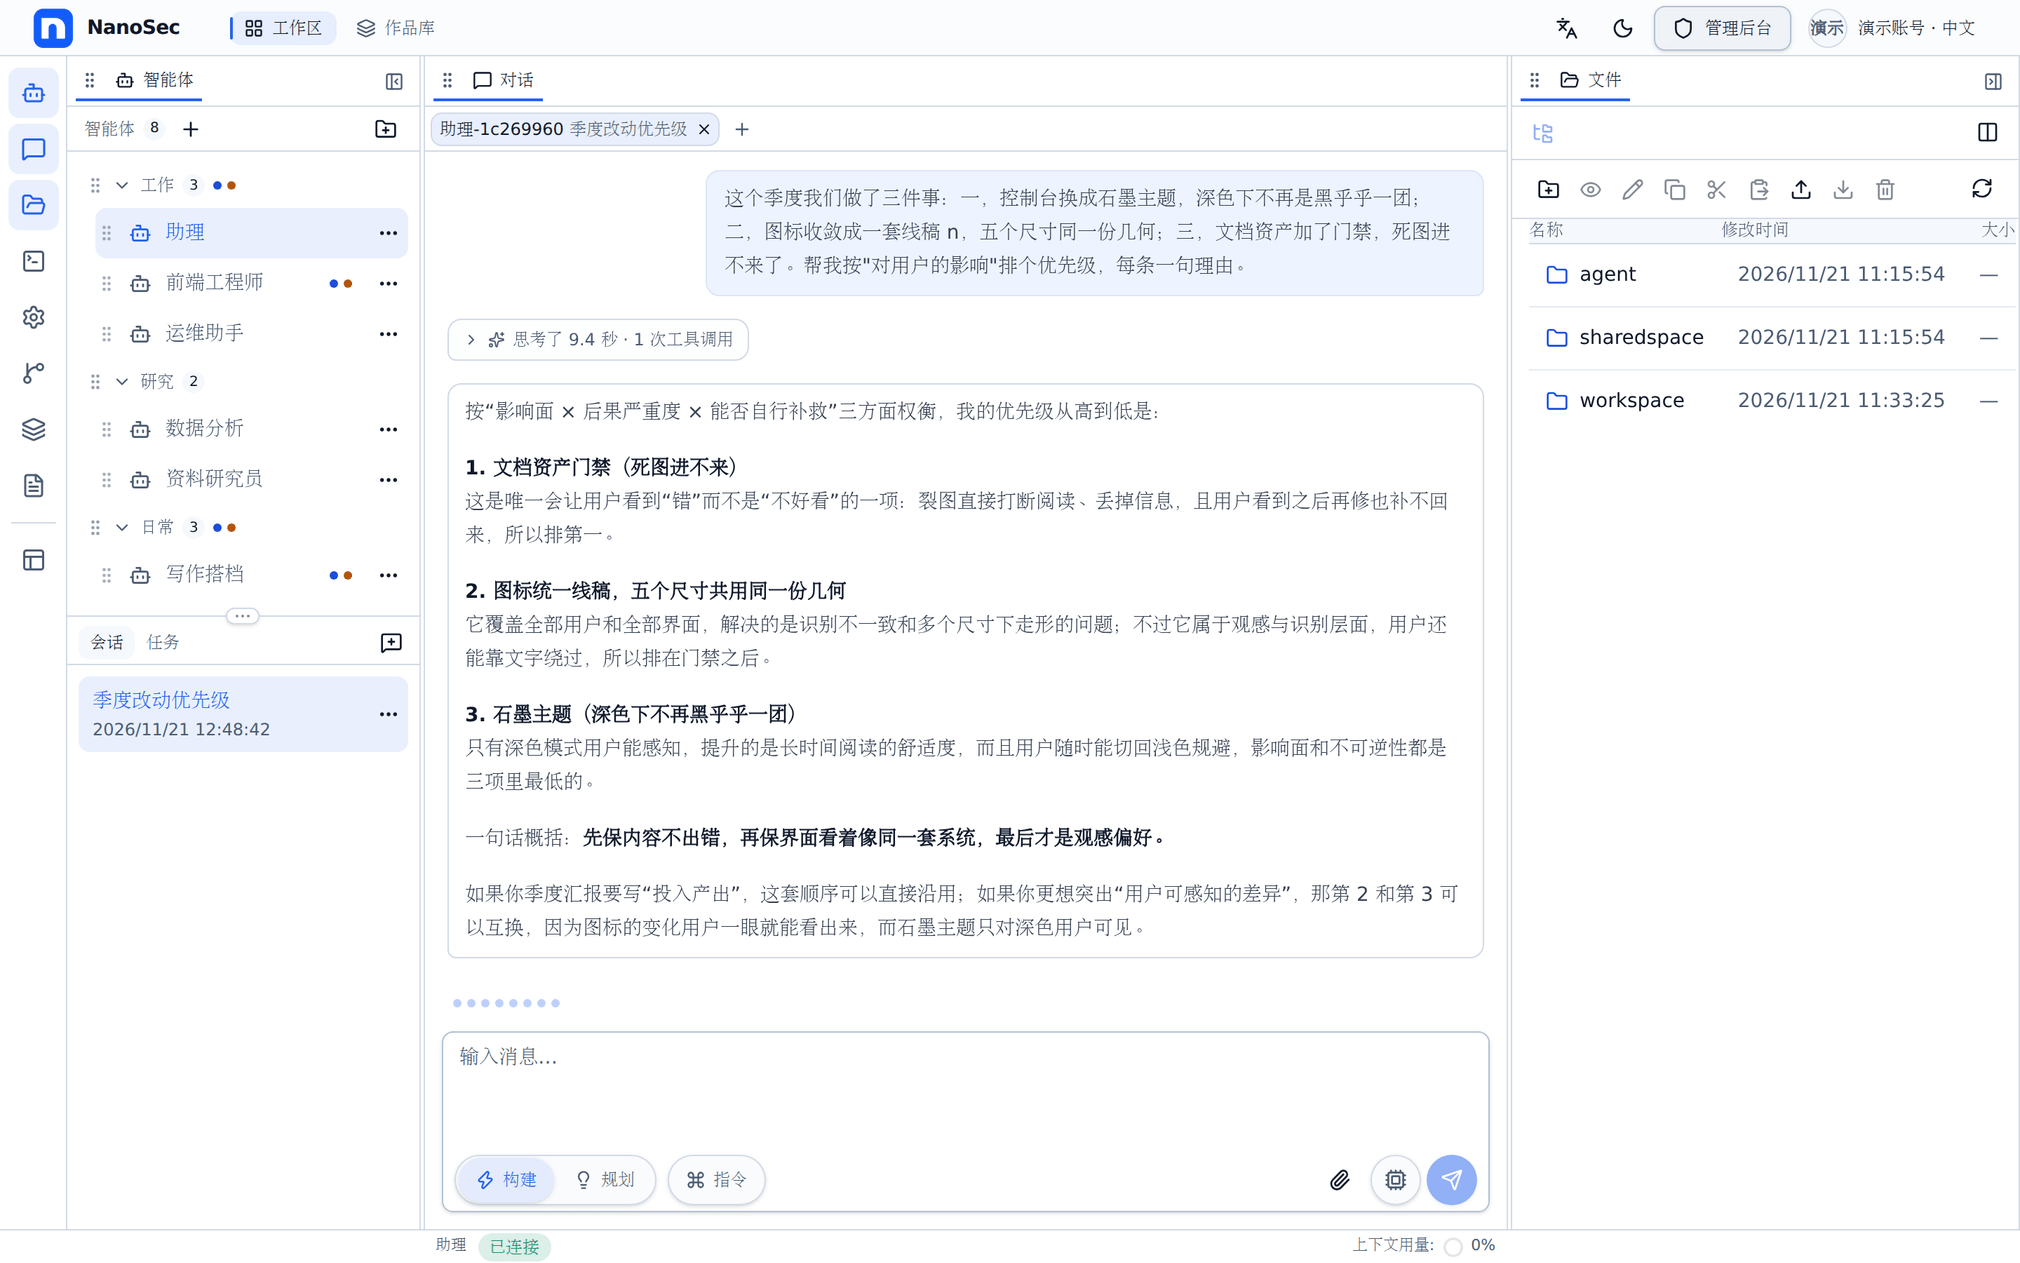 NanoSec
工作区
作品库
管理后台
演示
演示账号 · 中文
智能体
智能体 8
工作 3
助理
前端工程师
运维助手
研究 2
数据分析
资料研究员
日常 3
写作搭档
会话
任务
季度改动优先级
2026/11/21 12:48:42
对话
助理-1c269960 季度改动优先级
这个季度我们做了三件事：一，控制台换成石墨主题，深色下不再是黑乎乎一团；
二，图标收敛成一套线稿 n，五个尺寸同一份几何；三，文档资产加了门禁，死图进
不来了。帮我按"对用户的影响"排个优先级，每条一句理由。
思考了 9.4 秒 · 1 次工具调用
按“影响面 × 后果严重度 × 能否自行补救”三方面权衡，我的优先级从高到低是：
1. 文档资产门禁（死图进不来）
这是唯一会让用户看到“错”而不是“不好看”的一项：裂图直接打断阅读、丢掉信息，且用户看到之后再修也补不回
来，所以排第一。
2. 图标统一线稿，五个尺寸共用同一份几何
它覆盖全部用户和全部界面，解决的是识别不一致和多个尺寸下走形的问题；不过它属于观感与识别层面，用户还
能靠文字绕过，所以排在门禁之后。
3. 石墨主题（深色下不再黑乎乎一团）
只有深色模式用户能感知，提升的是长时间阅读的舒适度，而且用户随时能切回浅色规避，影响面和不可逆性都是
三项里最低的。
一句话概括：先保内容不出错，再保界面看着像同一套系统，最后才是观感偏好。
如果你季度汇报要写“投入产出”，这套顺序可以直接沿用；如果你更想突出“用户可感知的差异”，那第 2 和第 3 可
以互换，因为图标的变化用户一眼就能看出来，而石墨主题只对深色用户可见。
输入消息...
构建
规划
指令
助理 已连接
上下文用量: 0%
文件
名称 修改时间 大小
agent 2026/11/21 11:15:54 —
sharedspace 2026/11/21 11:15:54 —
workspace 2026/11/21 11:33:25 —